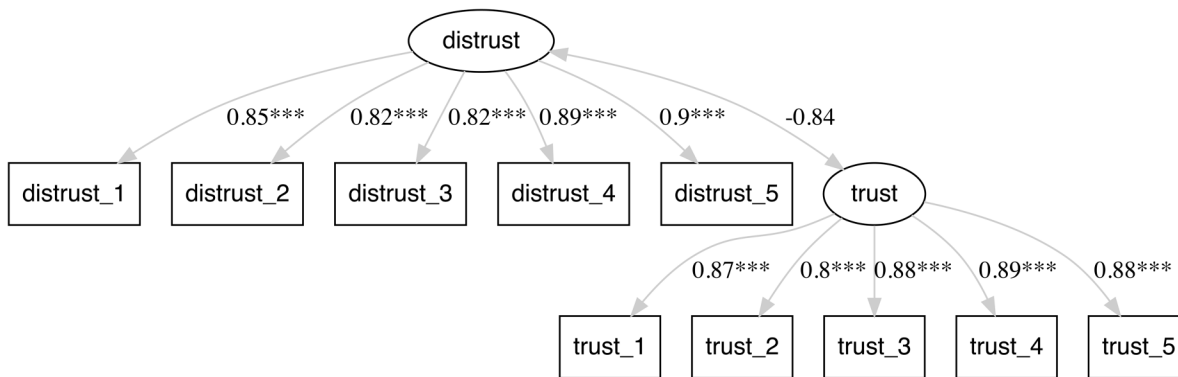 distrust
0.85*** 0.82*** 0.82*** 0.89*** 0.9*** -0.84
distrust_1 distrust_2 distrust_3 distrust_4 distrust_5 trust
0.87*** 0.8*** 0.88*** 0.89*** 0.88***
trust_1 trust_2 trust_3 trust_4 trust_5